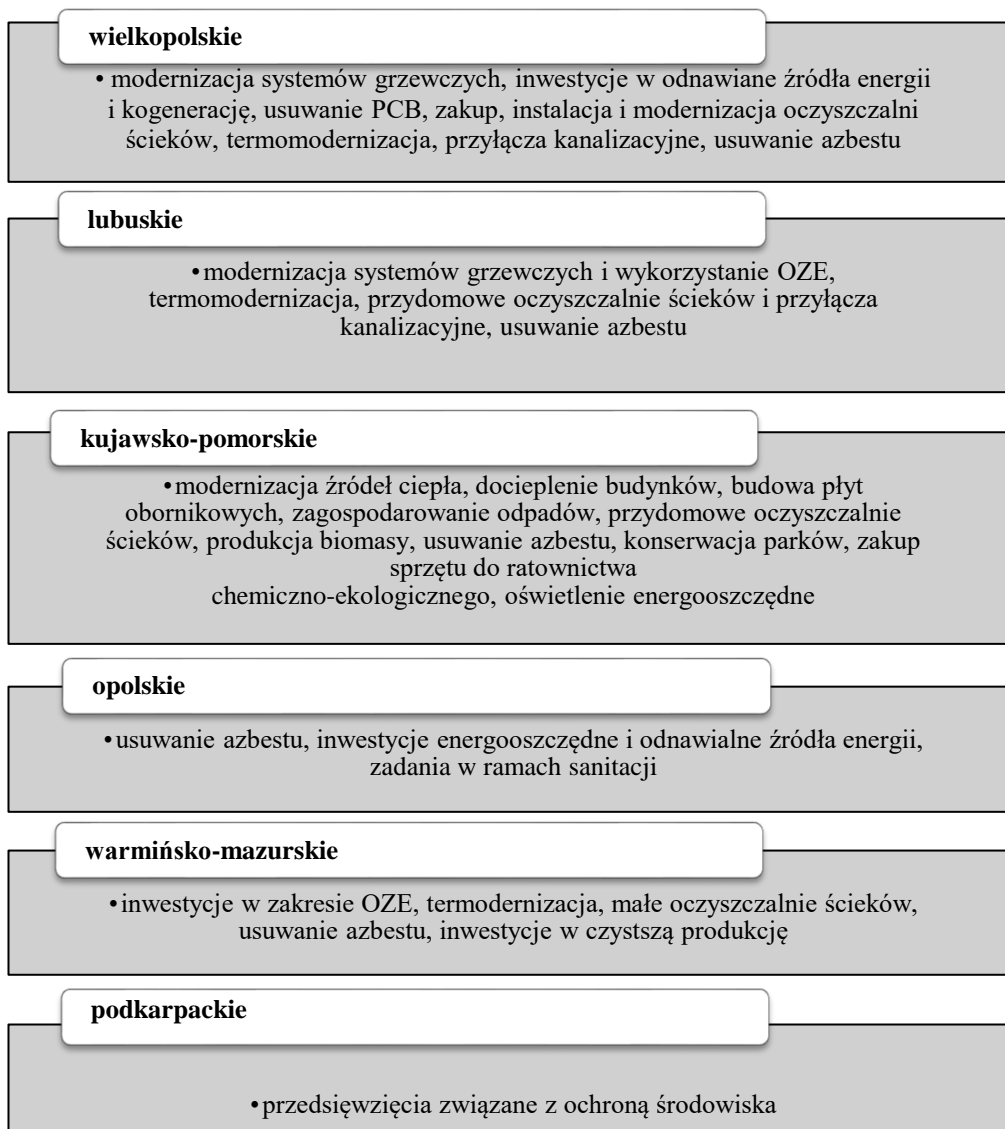 wielkopolskie
• modernizacja systemów grzewczych, inwestycje w odnawiane źródła energii
i kogenerację, usuwanie PCB, zakup, instalacja i modernizacja oczyszczalni
ścieków, termomodernizacja, przyłącza kanalizacyjne, usuwanie azbestu
lubuskie
•modernizacja systemów grzewczych i wykorzystanie OZE,
termomodernizacja, przydomowe oczyszczalnie ścieków i przyłącza
kanalizacyjne, usuwanie azbestu
kujawsko-pomorskie
•modernizacja źródeł ciepła, docieplenie budynków, budowa płyt
obornikowych, zagospodarowanie odpadów, przydomowe oczyszczalnie
ścieków, produkcja biomasy, usuwanie azbestu, konserwacja parków, zakup
sprzętu do ratownictwa
chemiczno-ekologicznego, oświetlenie energooszczędne
opolskie
•usuwanie azbestu, inwestycje energooszczędne i odnawialne źródła energii,
zadania w ramach sanitacji
warmińsko-mazurskie
•inwestycje w zakresie OZE, termodernizacja, małe oczyszczalnie ścieków,
usuwanie azbestu, inwestycje w czystszą produkcję
podkarpackie
•przedsięwzięcia związane z ochroną środowiska